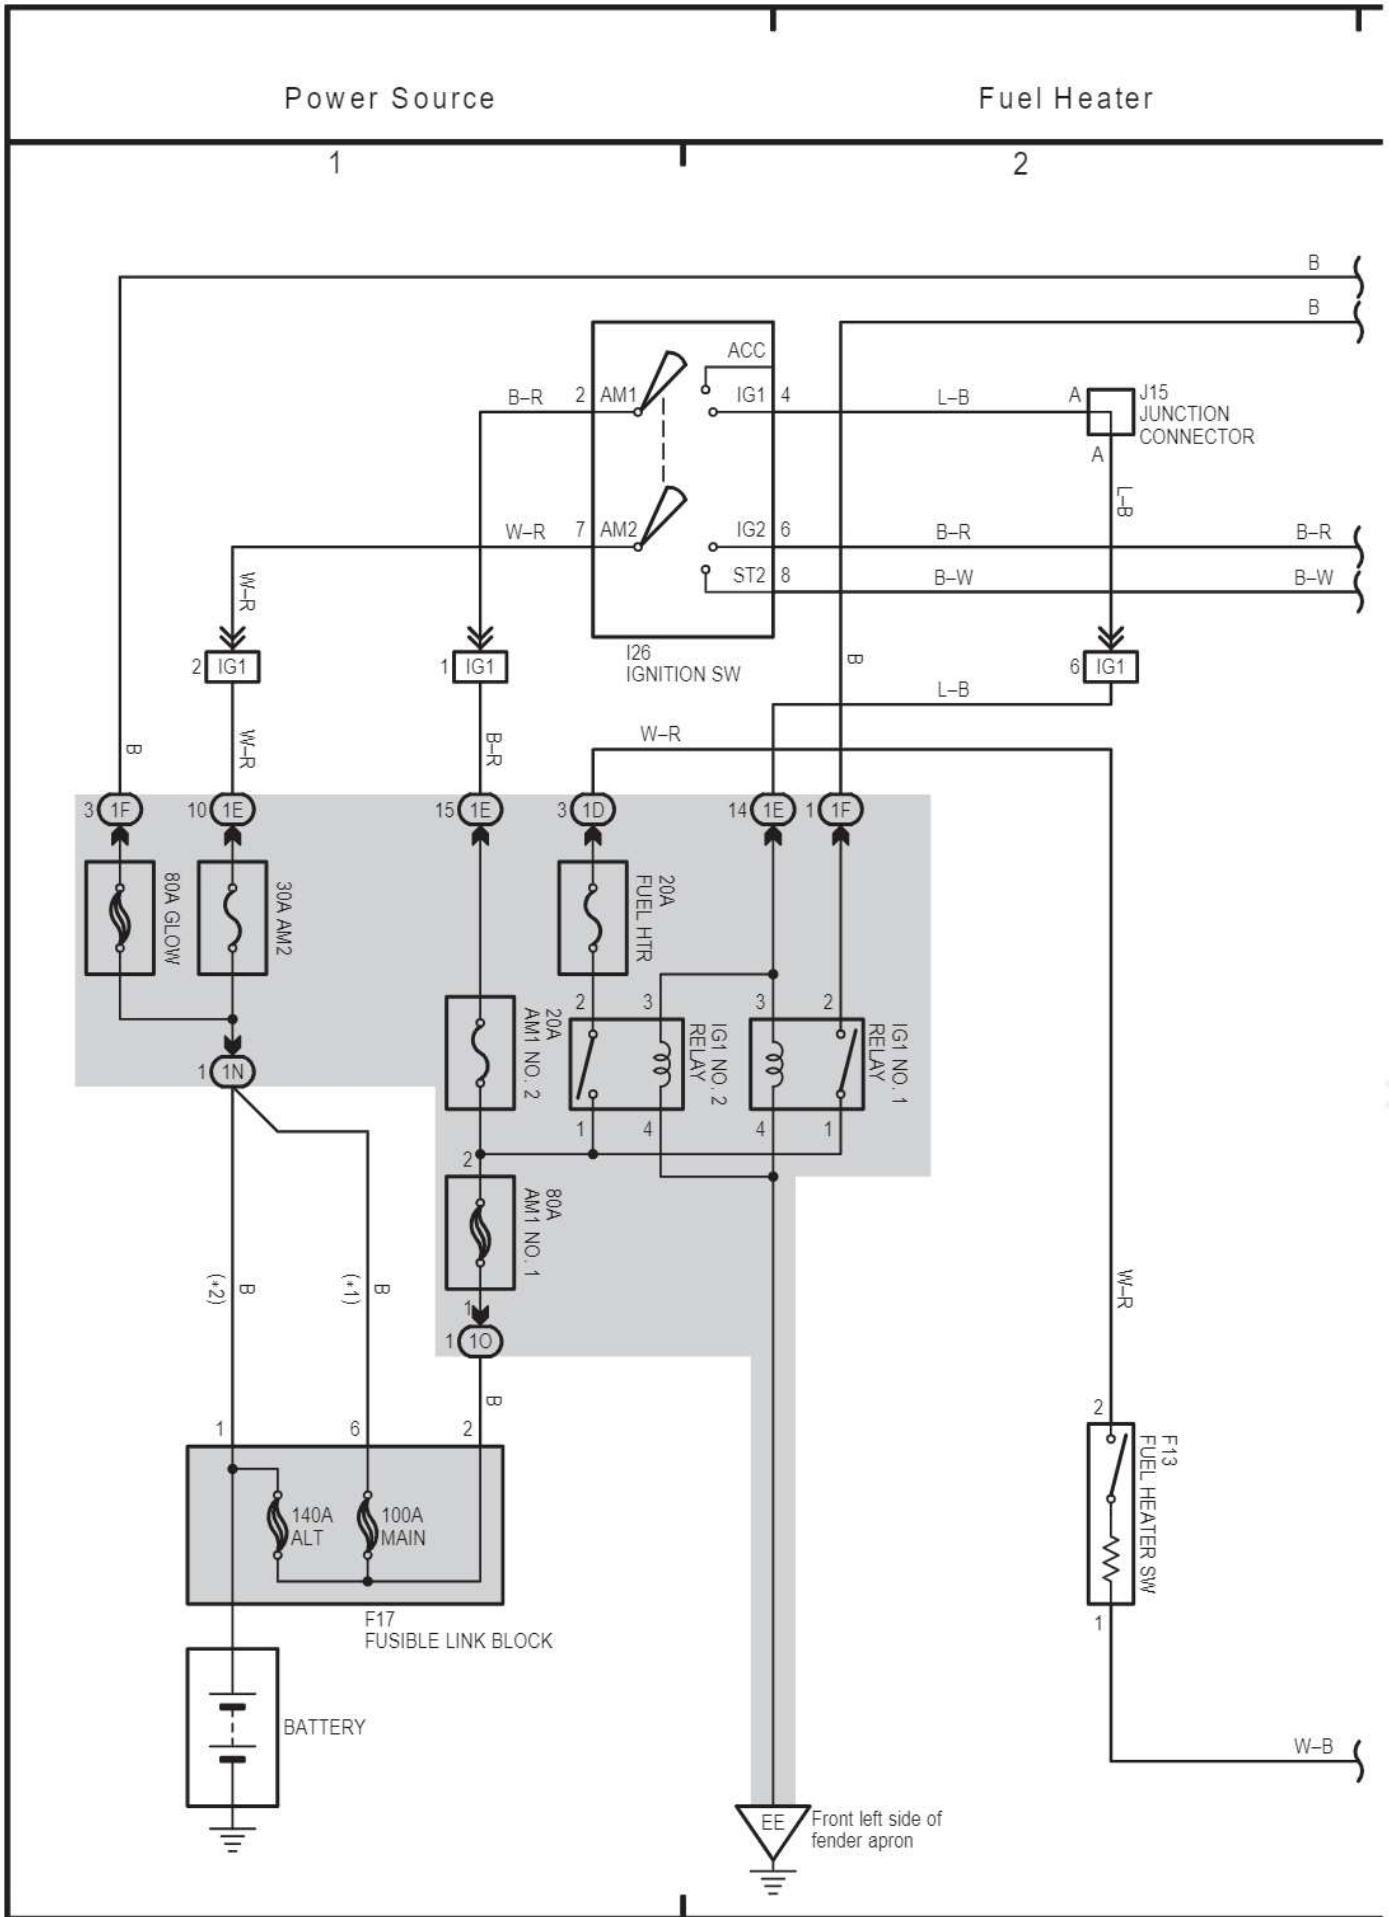 Power Source
Fuel Heater
1
2
B
B
ACC
B–R
2
AM1
IG1
4
L–B
A
J15
JUNCTION
CONNECTOR
A
L–B
W–R
7
AM2
IG2
6
B–R
B–R
ST2
8
B–W
B–W
W–R
I26
IGNITION SW
2
IG1
1
IG1
B
6
IG1
L–B
B
W–R
B–R
W–R
3
1F
10
1E
15
1E
3
1D
14
1E
1
1F
80A GLOW
30A AM2
20A
FUEL HTR
2
3
3
2
20A
AM1 NO. 2
IG1 NO. 2
RELAY
IG1 NO. 1
RELAY
1
1N
1
4
4
1
2
80A
AM1 NO. 1
B
(*2)
B
(*1)
1
1
1O
W–R
B
1
6
2
2
140A
ALT
100A
MAIN
F13
FUEL HEATER SW
1
F17
FUSIBLE LINK BLOCK
BATTERY
W–B
EE
Front left side of
fender apron